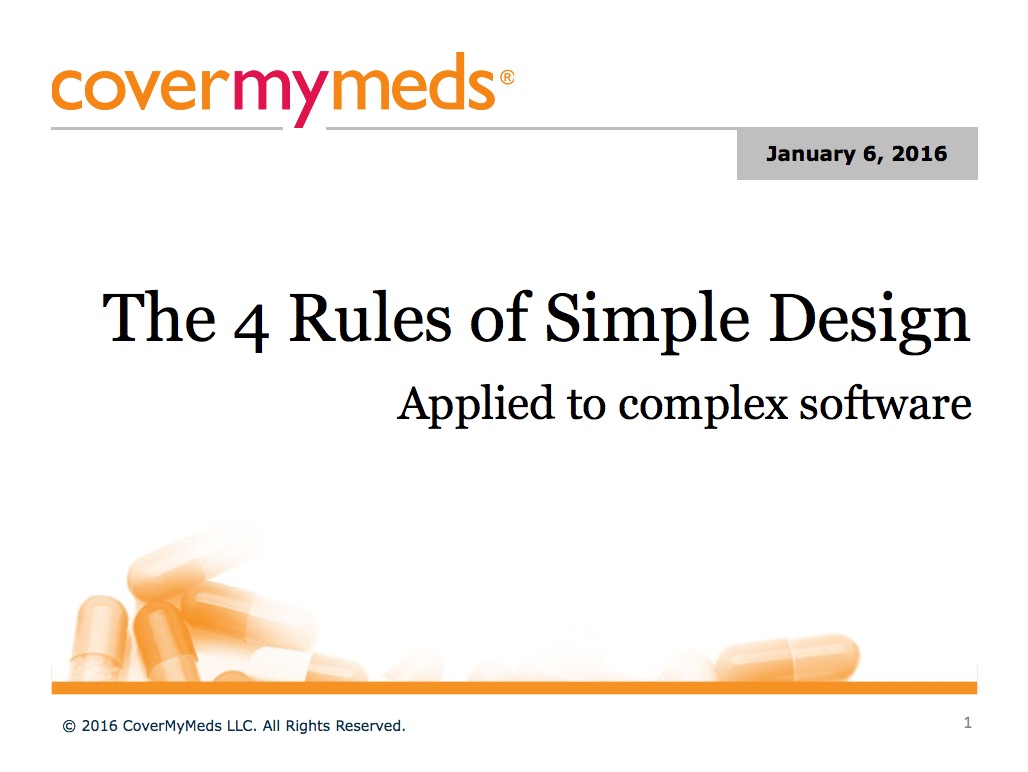 covermymeds®
January 6, 2016
The 4 Rules of Simple Design
Applied to complex software
© 2016 CoverMyMeds LLC. All Rights Reserved.
1